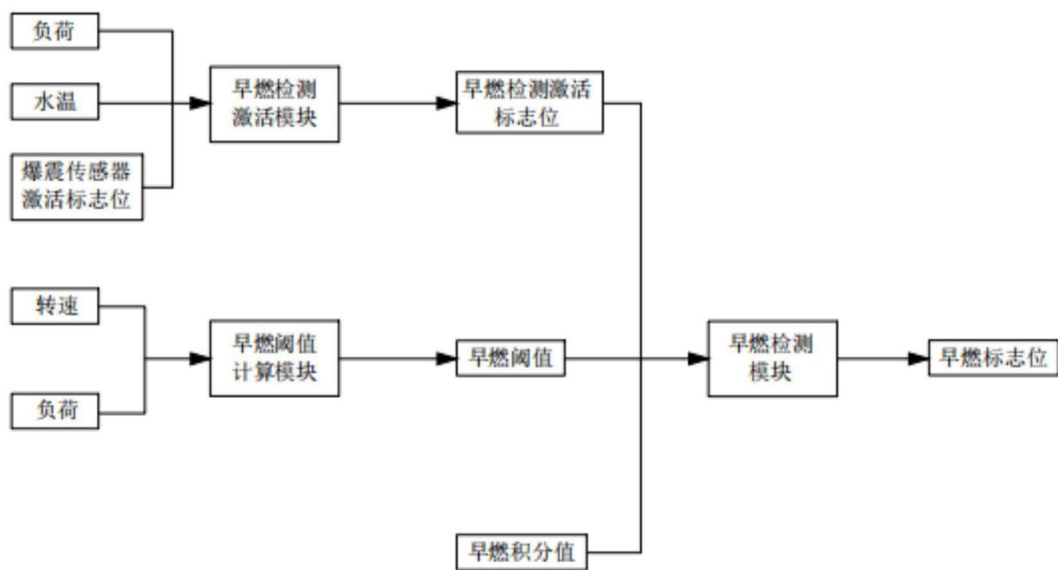 负荷
水温
爆震传感器
激活标志位
早燃检测
激活模块
早燃检测激活
标志位
转速
负荷
早燃阈值
计算模块
早燃阈值
早燃积分值
早燃检测
模块
早燃标志位